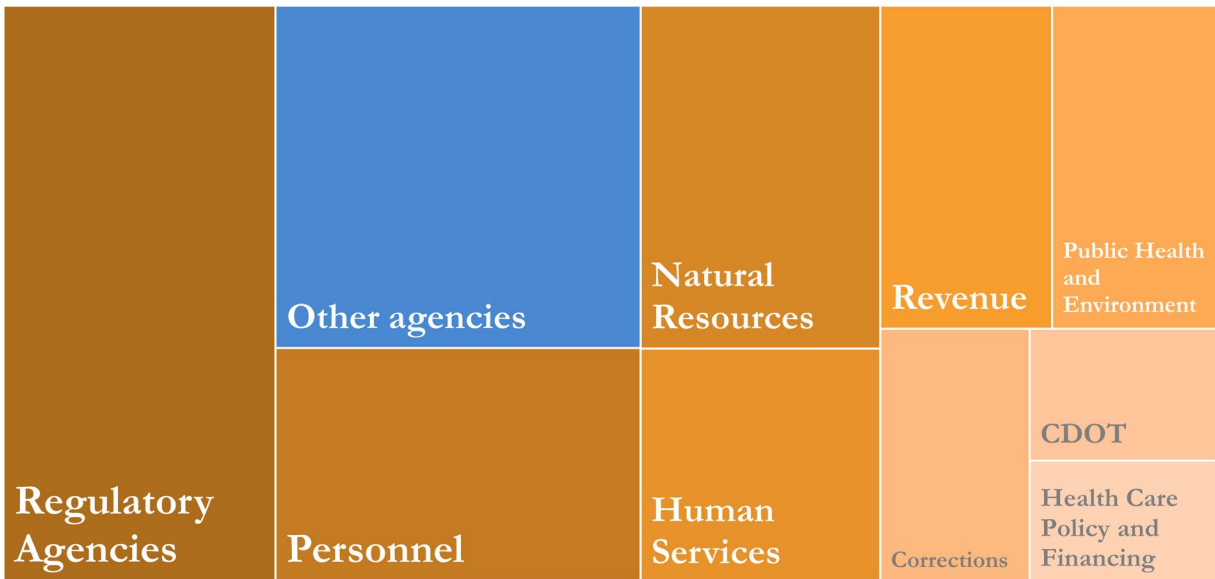 Regulatory
Agencies
Other agencies
Personnel
Natural
Resources
Human
Services
Revenue
Public Health
and
Environment
Corrections
CDOT
Health Care
Policy and
Financing